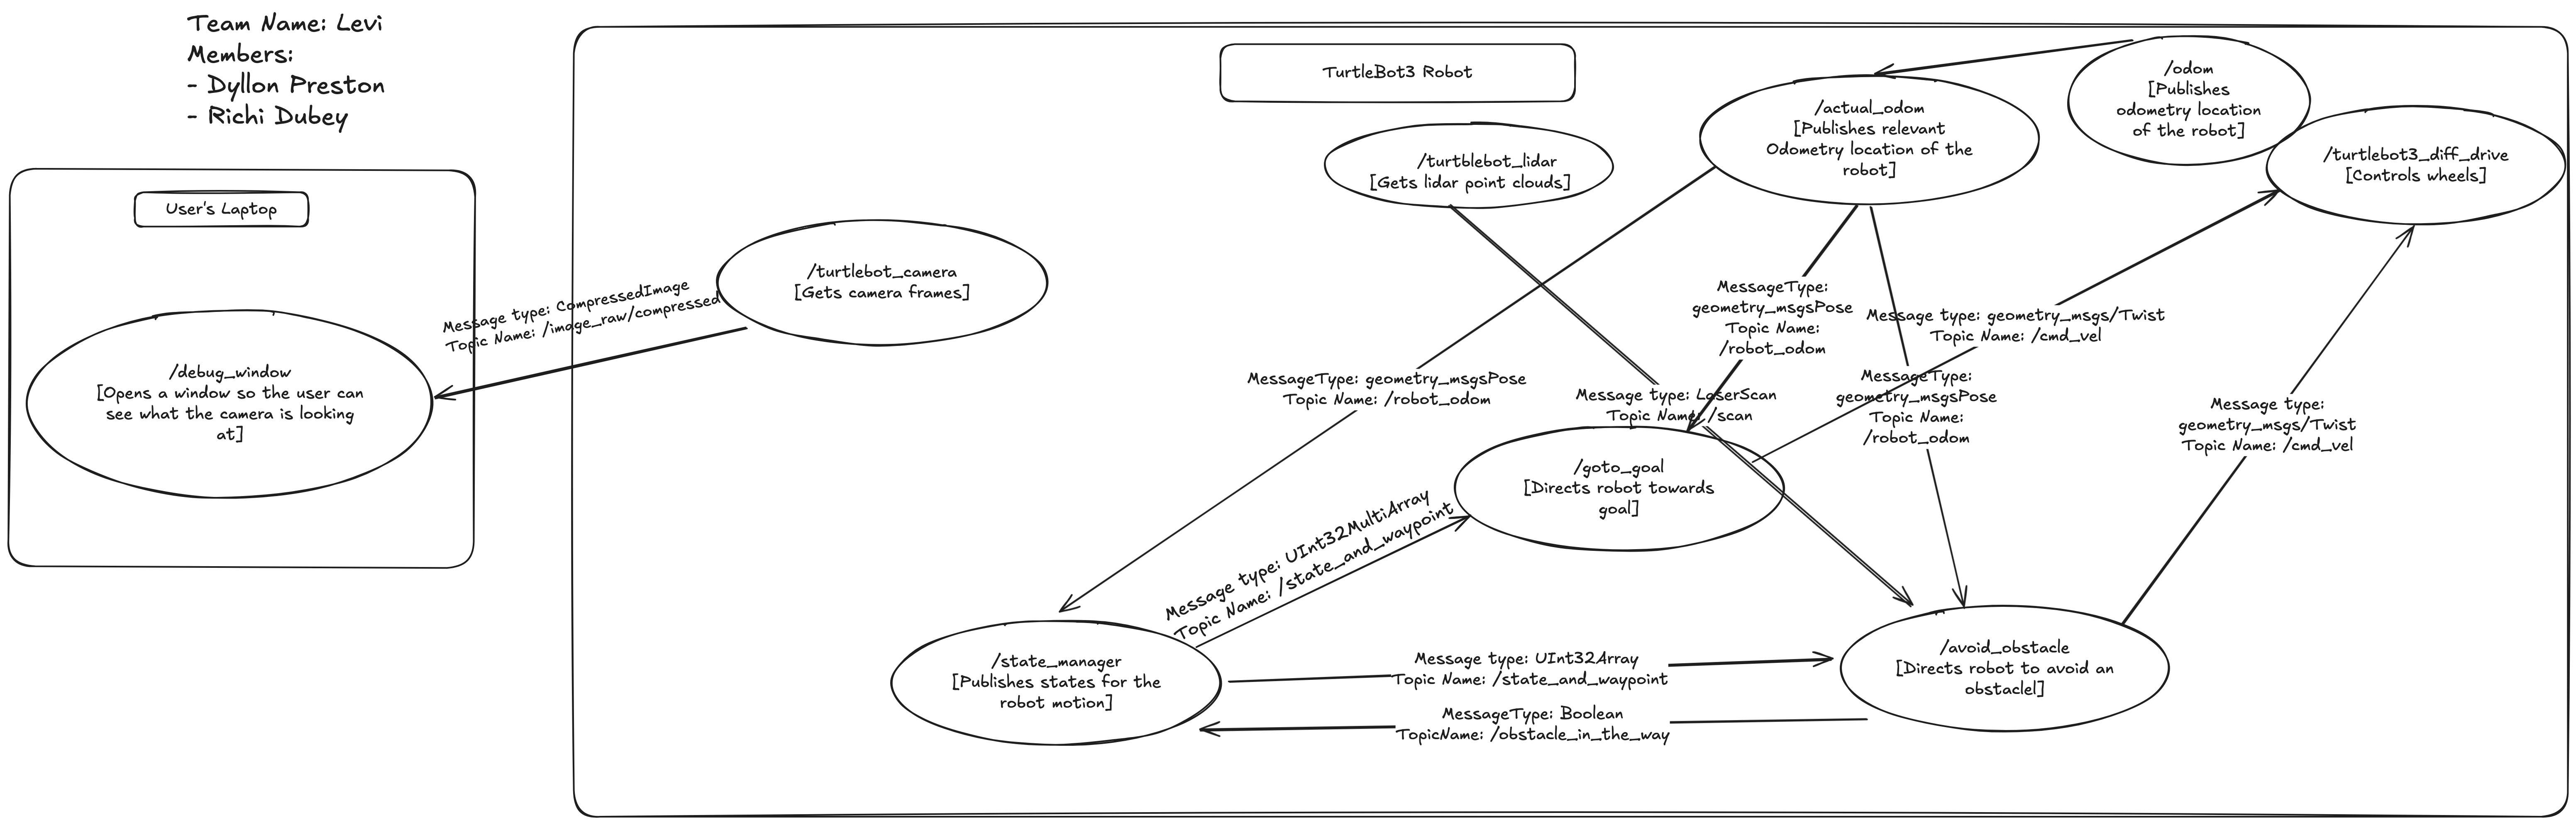 Team Name: Levi
Members:
- Dyllon Preston
- Richi Dubey
User's Laptop
/debug_window
[Opens a window so the user can
see what the camera is looking
at]
Message type: CompressedImage
Topic Name: /image_raw/compressed
TurtleBot3 Robot
/turtlebot_camera
[Gets camera frames]
/turtblebot_lidar
[Gets lidar point clouds]
/actual_odom
[Publishes relevant
Odometry location of the
robot]
/odom
[Publishes
odometry location
of the robot]
/turtlebot3_diff_drive
[Controls wheels]
MessageType: geometry_msgsPose
Topic Name: /robot_odom
Message type: LaserScan
Topic Name: /scan
MessageType:
geometry_msgsPose
Topic Name:
/robot_odom
Message type: geometry_msgs/Twist
Topic Name: /cmd_vel
MessageType:
geometry_msgsPose
Topic Name:
/robot_odom
Message type:
geometry_msgs/Twist
Topic Name: /cmd_vel
/goto_goal
[Directs robot towards
goal]
Message type: UInt32MultiArray
Topic Name: /state_and_waypoint
/state_manager
[Publishes states for the
robot motion]
Message type: UInt32Array
Topic Name: /state_and_waypoint
MessageType: Boolean
TopicName: /obstacle_in_the_way
/avoid_obstacle
[Directs robot to avoid an
obstaclel]